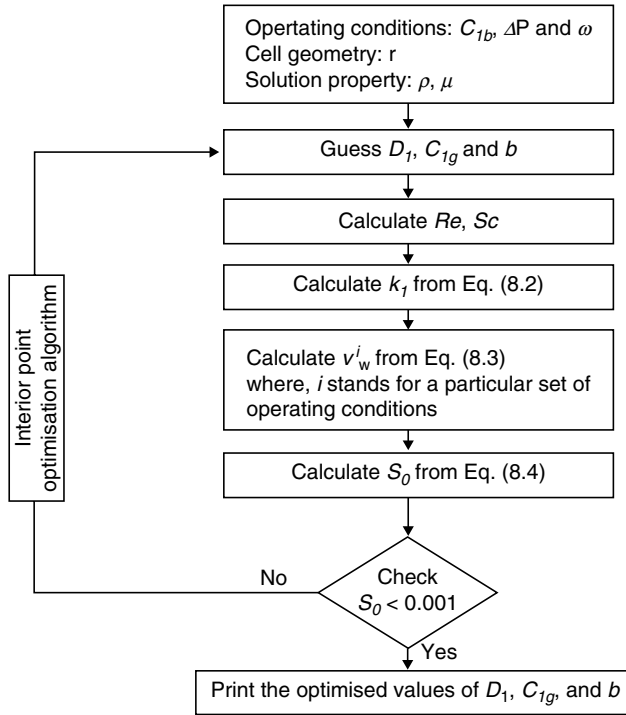 Opertating conditions: C1b, ΔP and ω
Cell geometry: r
Solution property: ρ, μ
Guess D1, C1g and b
Calculate Re, Sc
Calculate k1 from Eq. (8.2)
Calculate v^i_w from Eq. (8.3)
where, i stands for a particular set of
operating conditions
Calculate S0 from Eq. (8.4)
Interior point
optimisation algorithm
No
Check
S0 < 0.001
Yes
Print the optimised values of D1, C1g, and b